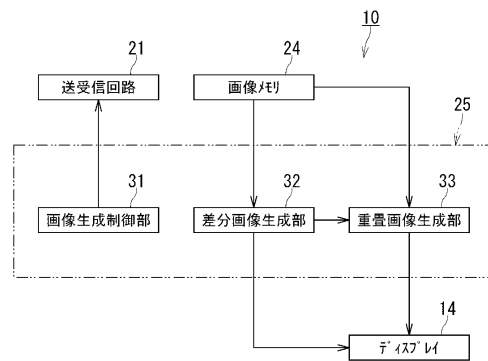 10
21
24
送受信回路
画像ﾒﾓﾘ
25
31
32
33
画像生成制御部
差分画像生成部
重畳画像生成部
14
ﾃﾞｨｽﾌﾟﾚｲ